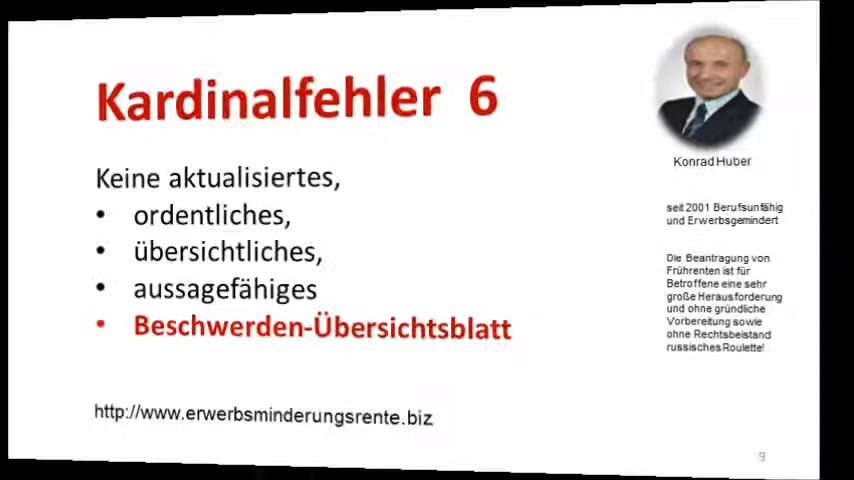 Kardinalfehler 6
Keine aktualisiertes,
• ordentliches,
• übersichtliches,
• aussagefähiges
• Beschwerden-Übersichtsblatt
http://www.erwerbsminderungsrente.biz
Konrad Huber
seit 2001 Berufsunfähig
und Erwerbsgemindert
Die Beantragung von
Frührenten ist für
Betroffene eine sehr
große Herausforderung
und ohne gründliche
Vorbereitung sowie
ohne Rechtsbeistand
russisches Roulette!
9